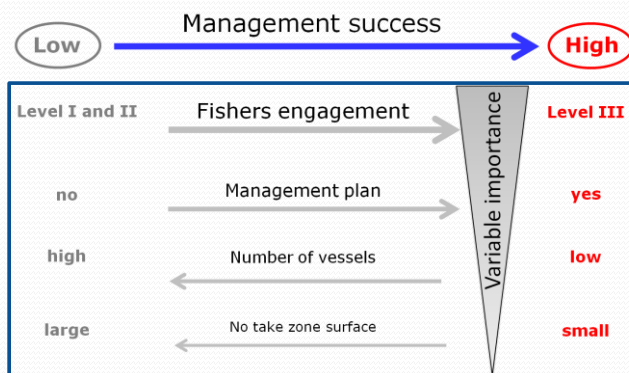 Management success
Low
High
Level I and II
Fishers engagement
Level III
no
Management plan
yes
high
Number of vessels
low
large
No take zone surface
small
Variable importance